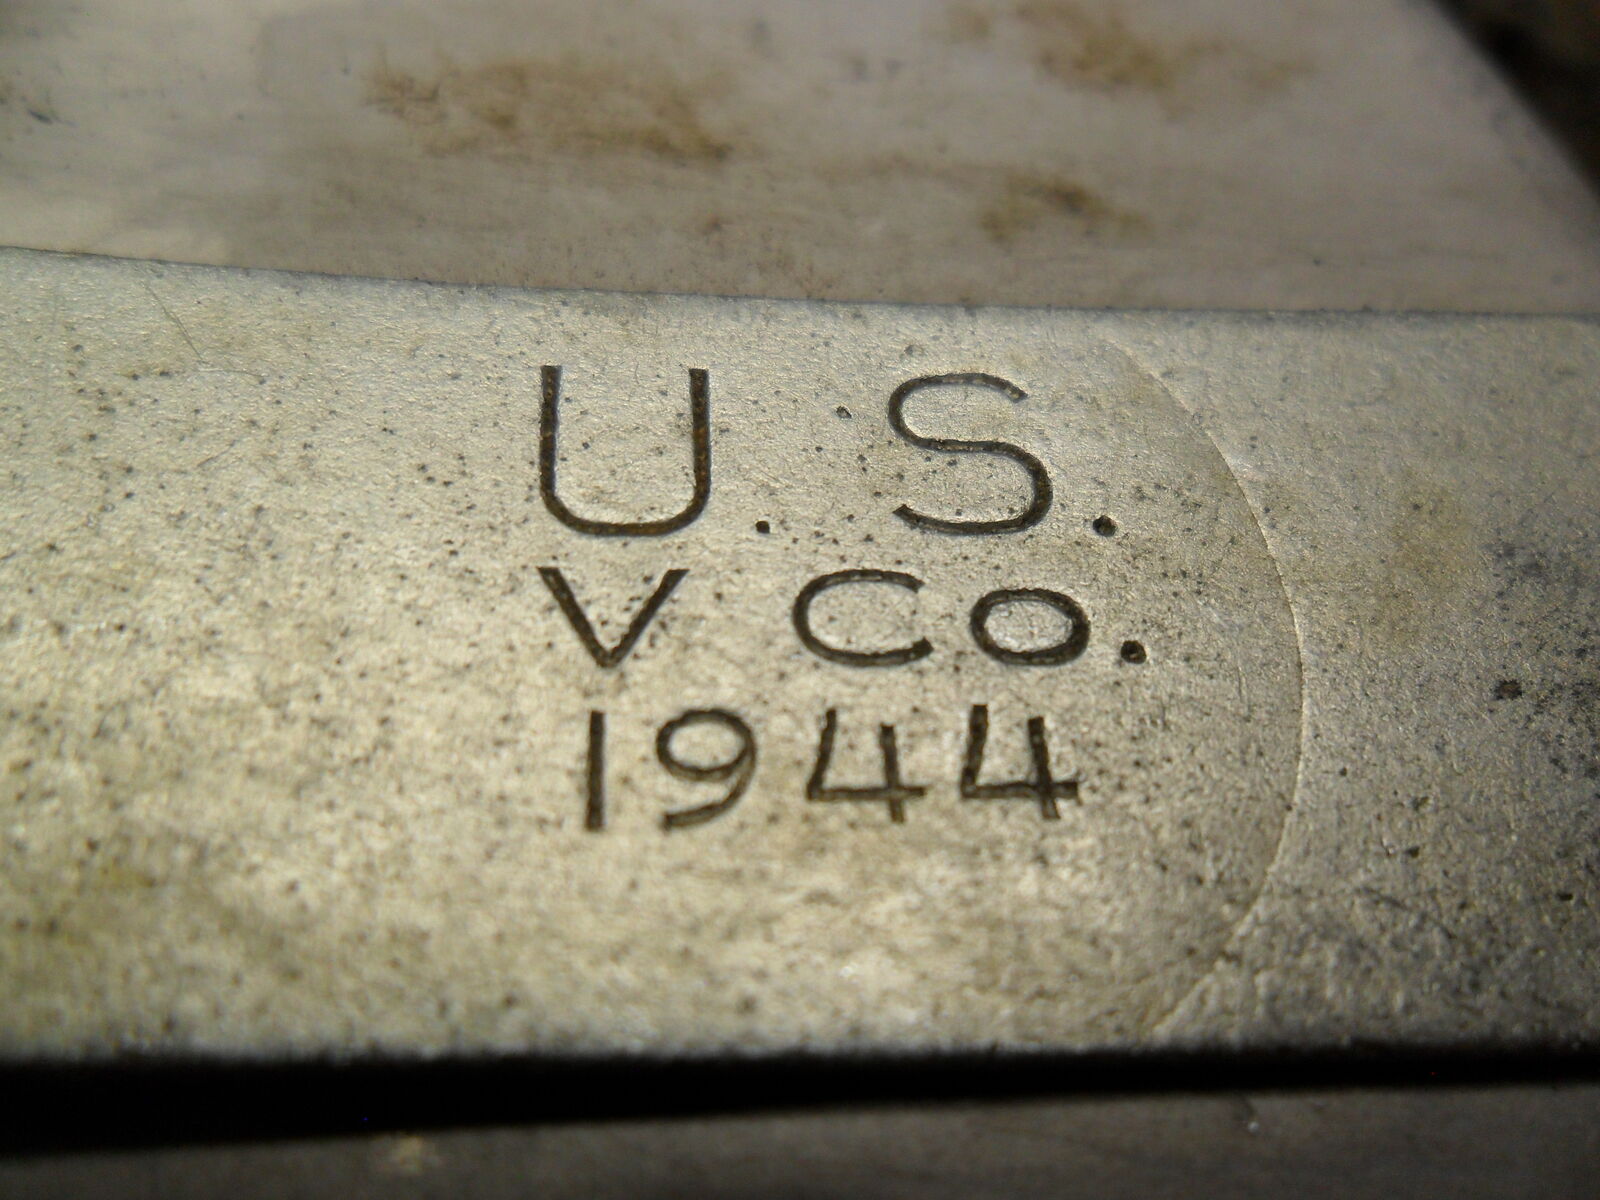 U. S.
V Co.
1944